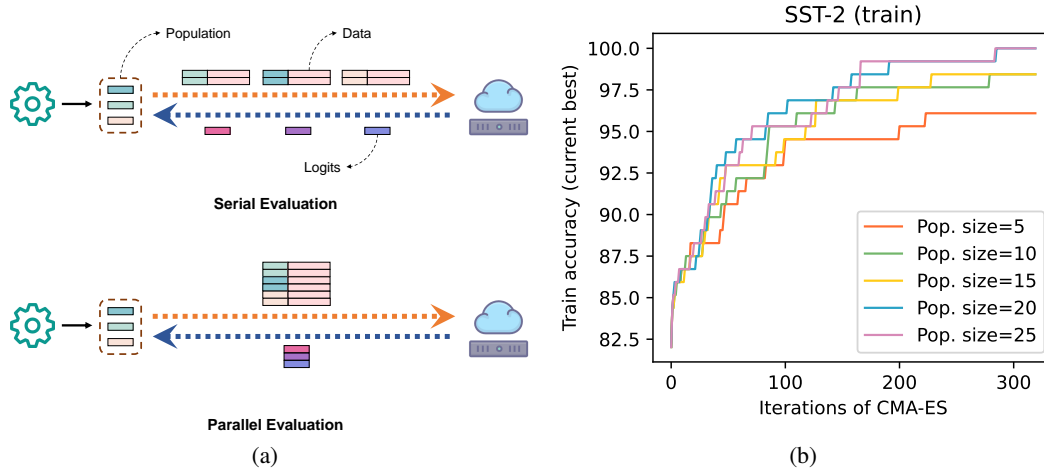 Population
Data
Logits
Serial Evaluation
Parallel Evaluation
(a)
SST-2 (train)
Train accuracy (current best)
100.0
97.5
95.0
92.5
90.0
87.5
85.0
82.5
Pop. size=5
Pop. size=10
Pop. size=15
Pop. size=20
Pop. size=25
0
100
200
300
Iterations of CMA-ES
(b)